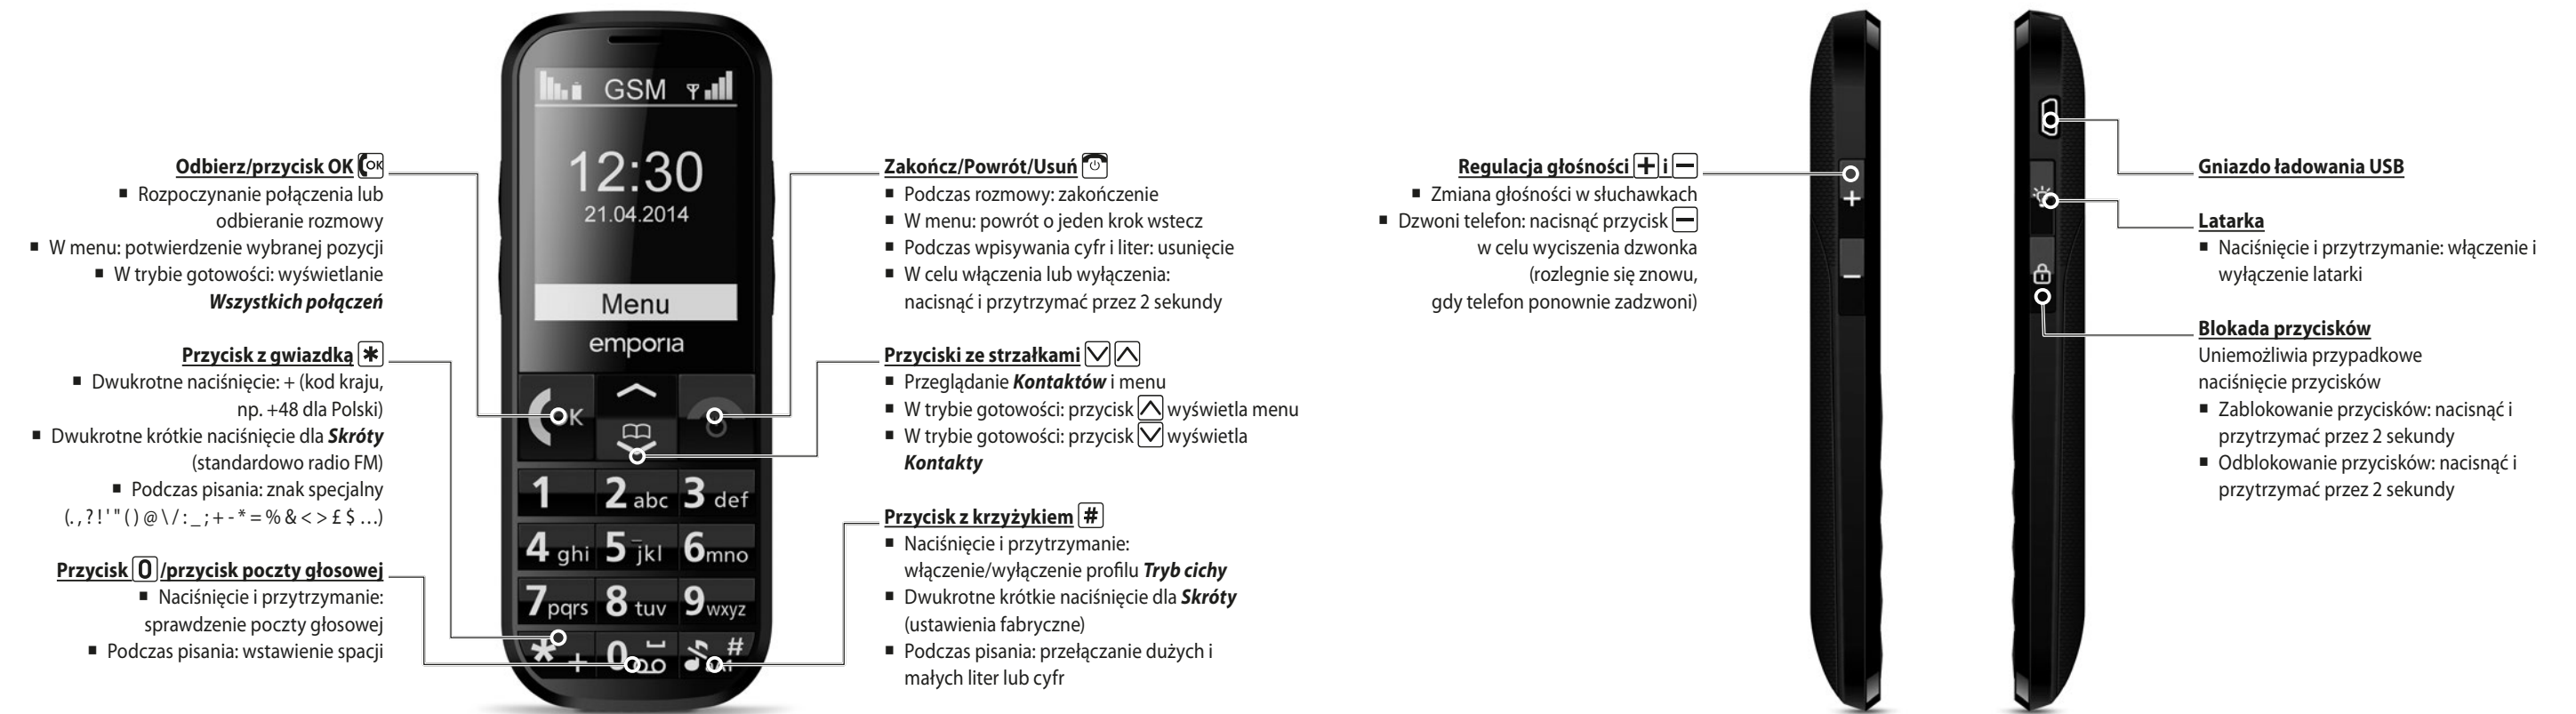 Odbierz/przycisk OK OK
■ Rozpoczynanie połączenia lub
odbieranie rozmowy
■ W menu: potwierdzenie wybranej pozycji
■ W trybie gotowości: wyświetlanie
Wszystkich połączeń
Przycisk z gwiazdką *
■ Dwukrotne naciśnięcie: + (kod kraju,
np. +48 dla Polski)
■ Dwukrotne krótkie naciśnięcie dla Skróty
(standardowo radio FM)
■ Podczas pisania: znak specjalny
(. , ? ! ' " ( ) @ \ / : _ ; + - * = % & < > £ $ …)
Przycisk 0/przycisk poczty głosowej
■ Naciśnięcie i przytrzymanie:
sprawdzenie poczty głosowej
■ Podczas pisania: wstawienie spacji
GSM
12:30
21.04.2014
Menu
emporia
OK
1 2 abc 3 def
4 ghi 5 jkl 6 mno
7 pqrs 8 tuv 9 wxyz
* + 0 #
Zakończ/Powrót/Usuń
■ Podczas rozmowy: zakończenie
■ W menu: powrót o jeden krok wstecz
■ Podczas wpisywania cyfr i liter: usunięcie
■ W celu włączenia lub wyłączenia:
nacisnąć i przytrzymać przez 2 sekundy
Przyciski ze strzałkami
■ Przeglądanie Kontaktów i menu
■ W trybie gotowości: przycisk wyświetla menu
■ W trybie gotowości: przycisk wyświetla
Kontakty
Przycisk z krzyżykiem #
■ Naciśnięcie i przytrzymanie:
włączenie/wyłączenie profilu Tryb cichy
■ Dwukrotne krótkie naciśnięcie dla Skróty
(ustawienia fabryczne)
■ Podczas pisania: przełączanie dużych i
małych liter lub cyfr
Regulacja głośności + i −
■ Zmiana głośności w słuchawkach
■ Dzwoni telefon: nacisnąć przycisk −
w celu wyciszenia dzwonka
(rozlegnie się znowu,
gdy telefon ponownie zadzwoni)
+
−
Gniazdo ładowania USB
Latarka
■ Naciśnięcie i przytrzymanie: włączenie i
wyłączenie latarki
Blokada przycisków
Uniemożliwia przypadkowe
naciśnięcie przycisków
■ Zablokowanie przycisków: nacisnąć i
przytrzymać przez 2 sekundy
■ Odblokowanie przycisków: nacisnąć i
przytrzymać przez 2 sekundy